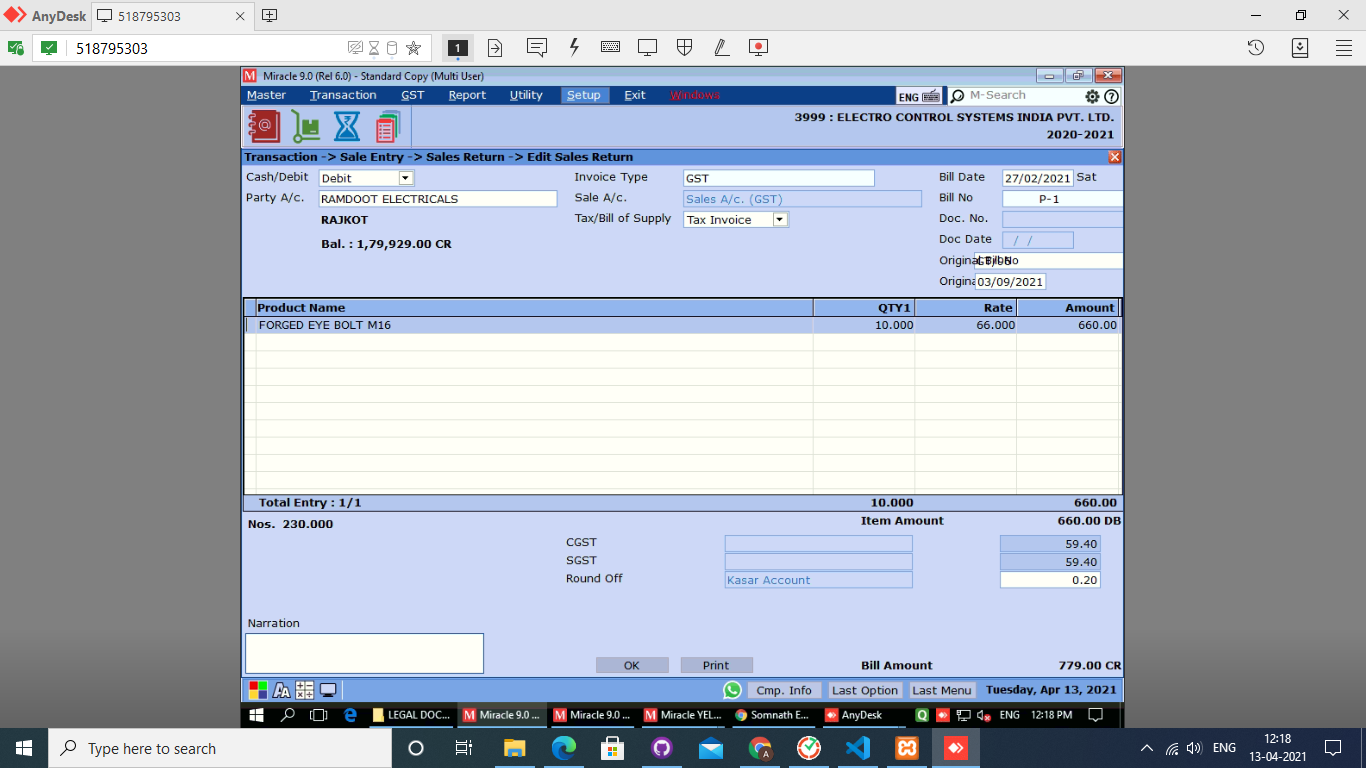 AnyDesk 518795303
518795303 1
Miracle 9.0 (Rel 6.0) - Standard Copy (Multi User)
Master Transaction GST Report Utility Setup Exit Windows ENG M-Search
3999 : ELECTRO CONTROL SYSTEMS INDIA PVT. LTD.
2020-2021
Transaction -> Sale Entry -> Sales Return -> Edit Sales Return
Cash/Debit Debit Invoice Type GST Bill Date 27/02/2021 Sat
Party A/c. RAMDOOT ELECTRICALS Sale A/c. Sales A/c. (GST) Bill No P-1
RAJKOT Tax/Bill of Supply Tax Invoice Doc. No.
Bal. : 1,79,929.00 CR Doc Date / /
Original Bill No
Origina 03/09/2021
Product Name QTY1 Rate Amount
FORGED EYE BOLT M16 10.000 66.000 660.00
Total Entry : 1/1 10.000 660.00
Nos. 230.000 Item Amount 660.00 DB
CGST 59.40
SGST 59.40
Round Off Kasar Account 0.20
Narration
OK Print Bill Amount 779.00 CR
Cmp. Info Last Option Last Menu Tuesday, Apr 13, 2021
LEGAL DOC... Miracle 9.0 ... Miracle 9.0 ... Miracle YEL... Somnath E... AnyDesk ENG 12:18 PM
Type here to search ENG 12:18
13-04-2021